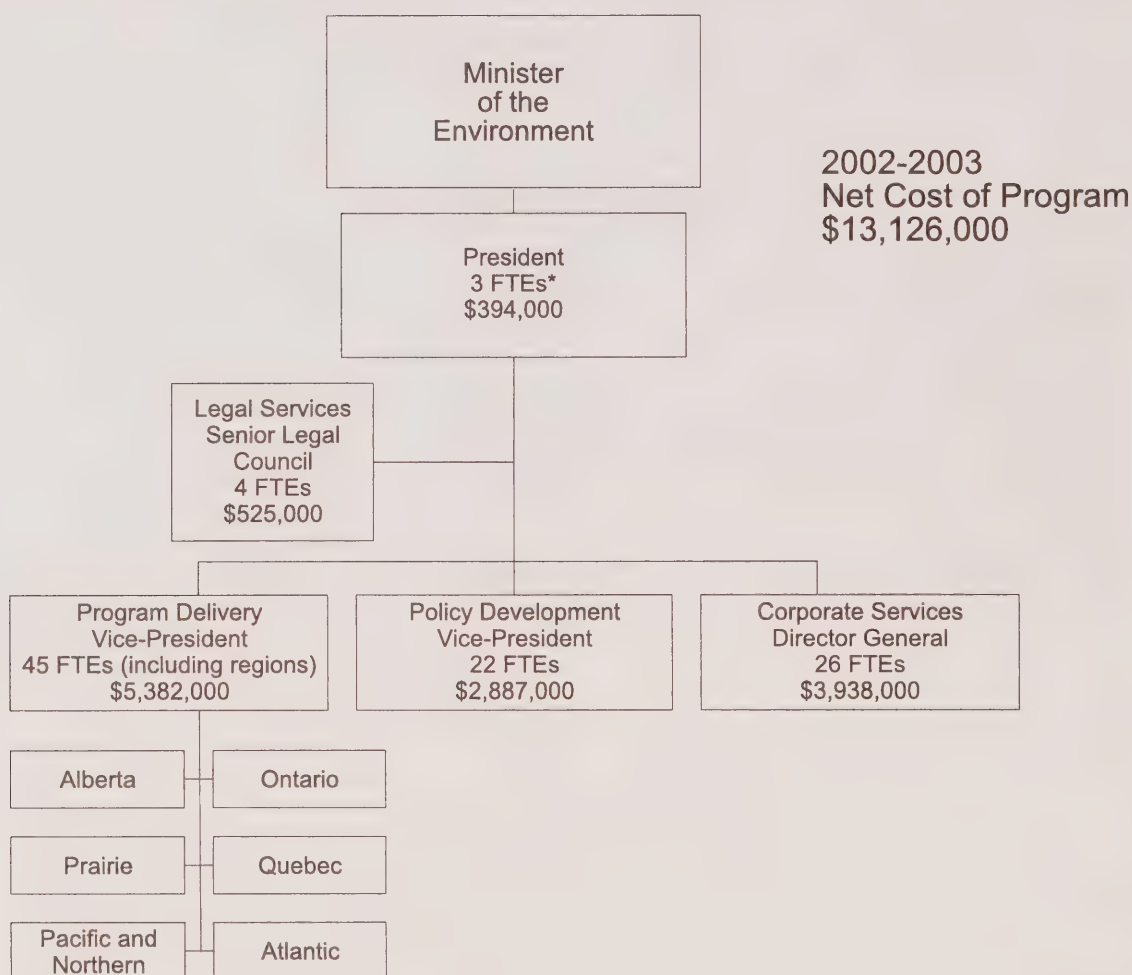 Minister
of the
Environment
2002-2003
Net Cost of Program
$13,126,000
President
3 FTEs*
$394,000
Legal Services
Senior Legal
Council
4 FTEs
$525,000
Program Delivery
Vice-President
45 FTEs (including regions)
$5,382,000
Policy Development
Vice-President
22 FTEs
$2,887,000
Corporate Services
Director General
26 FTEs
$3,938,000
Alberta
Ontario
Prairie
Quebec
Pacific and
Northern
Atlantic